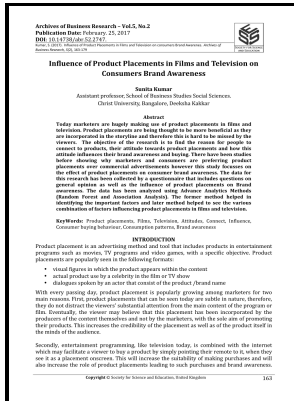 Archives of Business Research – Vol.5, No.2
Publication Date: February. 25, 2017
DOI: 10.14738/abr.52.2747.
Kumar, S. (2017). Influence of Product Placements in Films and Television on consumers Brand Awareness. Archives of
Business Research, 5(2), 163-179
Influence of Product Placements in Films and Television on
Consumers Brand Awareness
Sunita Kumar
Assistant professor, School of Business Studies Social Sciences,
Christ University, Bangalore, Deeksha Kakkar
Abstract
Today marketers are hugely making use of product placements in films and
television. Product placements are being thought to be more beneficial as they
are incorporated in the storyline and therefore this is hard to be missed by the
viewers. The objective of the research is to find the reason for people to
connect to products, their attitude towards product placements and how this
attitude influences their brand awareness and buying. There have been studies
before showing why marketers and consumers are preferring product
placements over commercial advertisements however this study focusses on
the effect of product placements on consumer brand awareness. The data for
this research has been collected by a questionnaire that includes questions on
general opinion as well as the influence of product placements on Brand
awareness. The data has been analysed using Advance Analytics Methods
(Random Forest and Association Analysis). The former method helped in
identifying the important factors and later method helped to see the various
combination of factors influencing product placements in films and television.
KeyWords: Product placements, Films, Television, Attitudes, Connect, Influence,
Consumer buying behaviour, Consumption patterns, Brand awareness
INTRODUCTION
Product placement is an advertising method and tool that includes products in entertainment
programs such as movies, TV programs and video games, with a specific objective. Product
placements are popularly seen in the following formats:
• visual figures in which the product appears within the content
• actual product use by a celebrity in the film or TV show
• dialogues spoken by an actor that content of the product /brand name
With every passing day, product placement is popularly growing among marketers for two
main reasons. First, product placements that can be seen today are subtle in nature, therefore,
they do not distract the viewers' substantial attention from the main content of the program or
film. Eventually, the viewer may believe that this placement has been incorporated by the
producers of the content themselves and not by the marketers, with the sole aim of promoting
their products. This increases the credibility of the placement as well as of the product itself in
the minds of the audience.
Secondly, entertainment programming, like television today, is combined with the internet
which may facilitate a viewer to buy a product by simply pointing their remote to it, when they
see it as a placement onscreen. This will increase the suitability of making purchases and will
also increase the role of product placements leading to such purchases and brand awareness.
Copyright © Society for Science and Education, United Kingdom
163